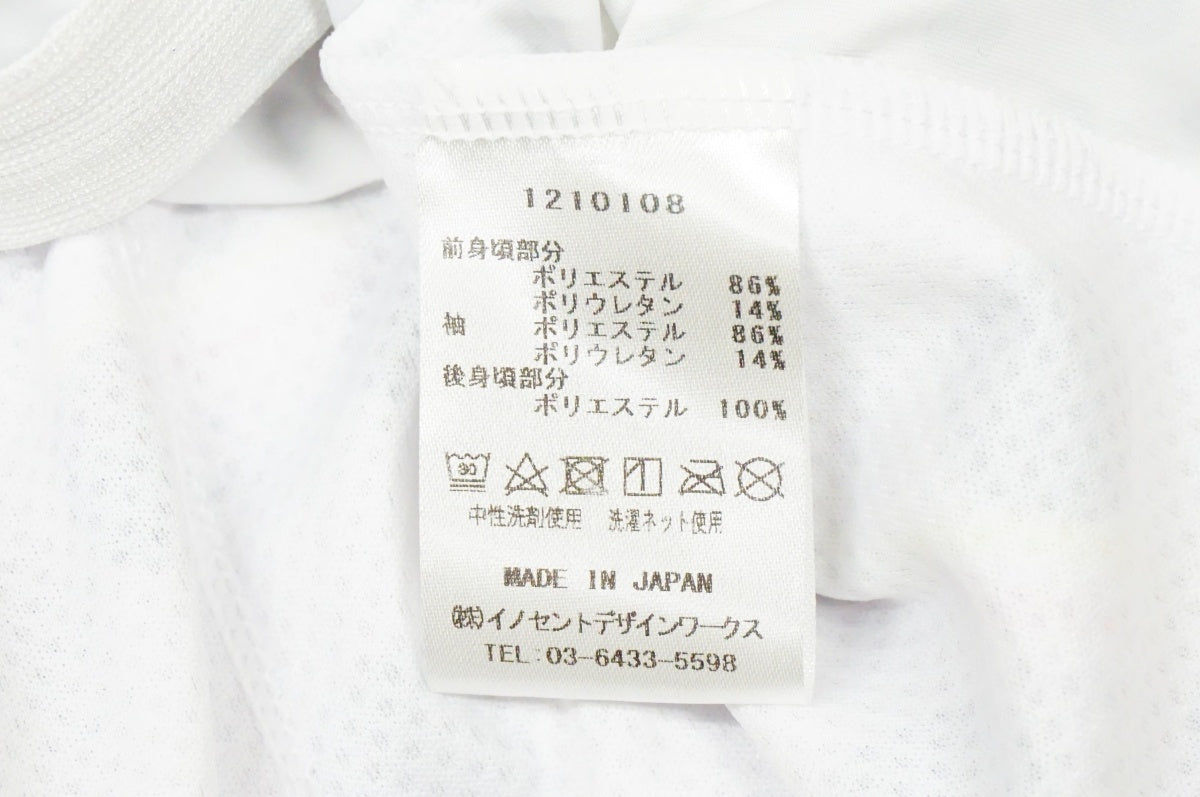 1210108
前身頃部分
ポリエステル 86%
ポリウレタン 14%
袖 ポリエステル 86%
ポリウレタン 14%
後身頃部分
ポリエステル 100%
30
中性洗剤使用 洗濯ネット使用
MADE IN JAPAN
㈱イノセントデザインワークス
TEL:03-6433-5598